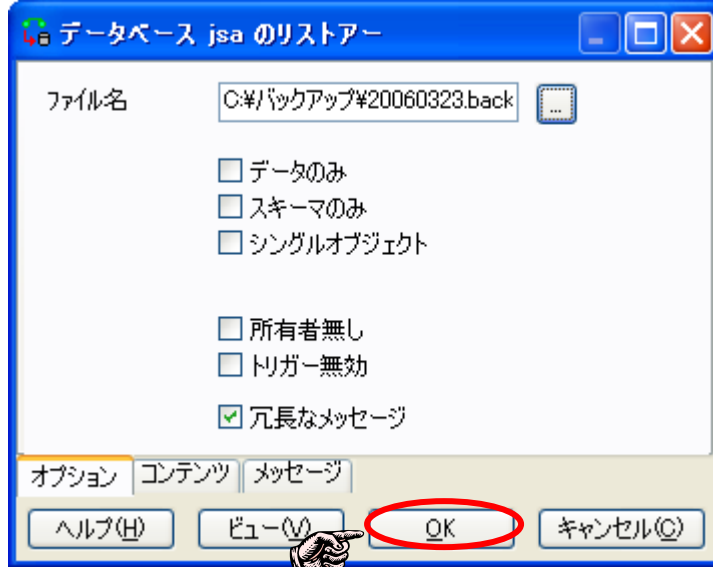 データベース jsa のリストアー
ファイル名 C:¥バックアップ¥20060323.back ...
データのみ
スキーマのみ
シングルオブジェクト
所有者無し
トリガー無効
冗長なメッセージ
オプション コンテンツ メッセージ
ヘルプ(H) ビュー(V) OK キャンセル(C)